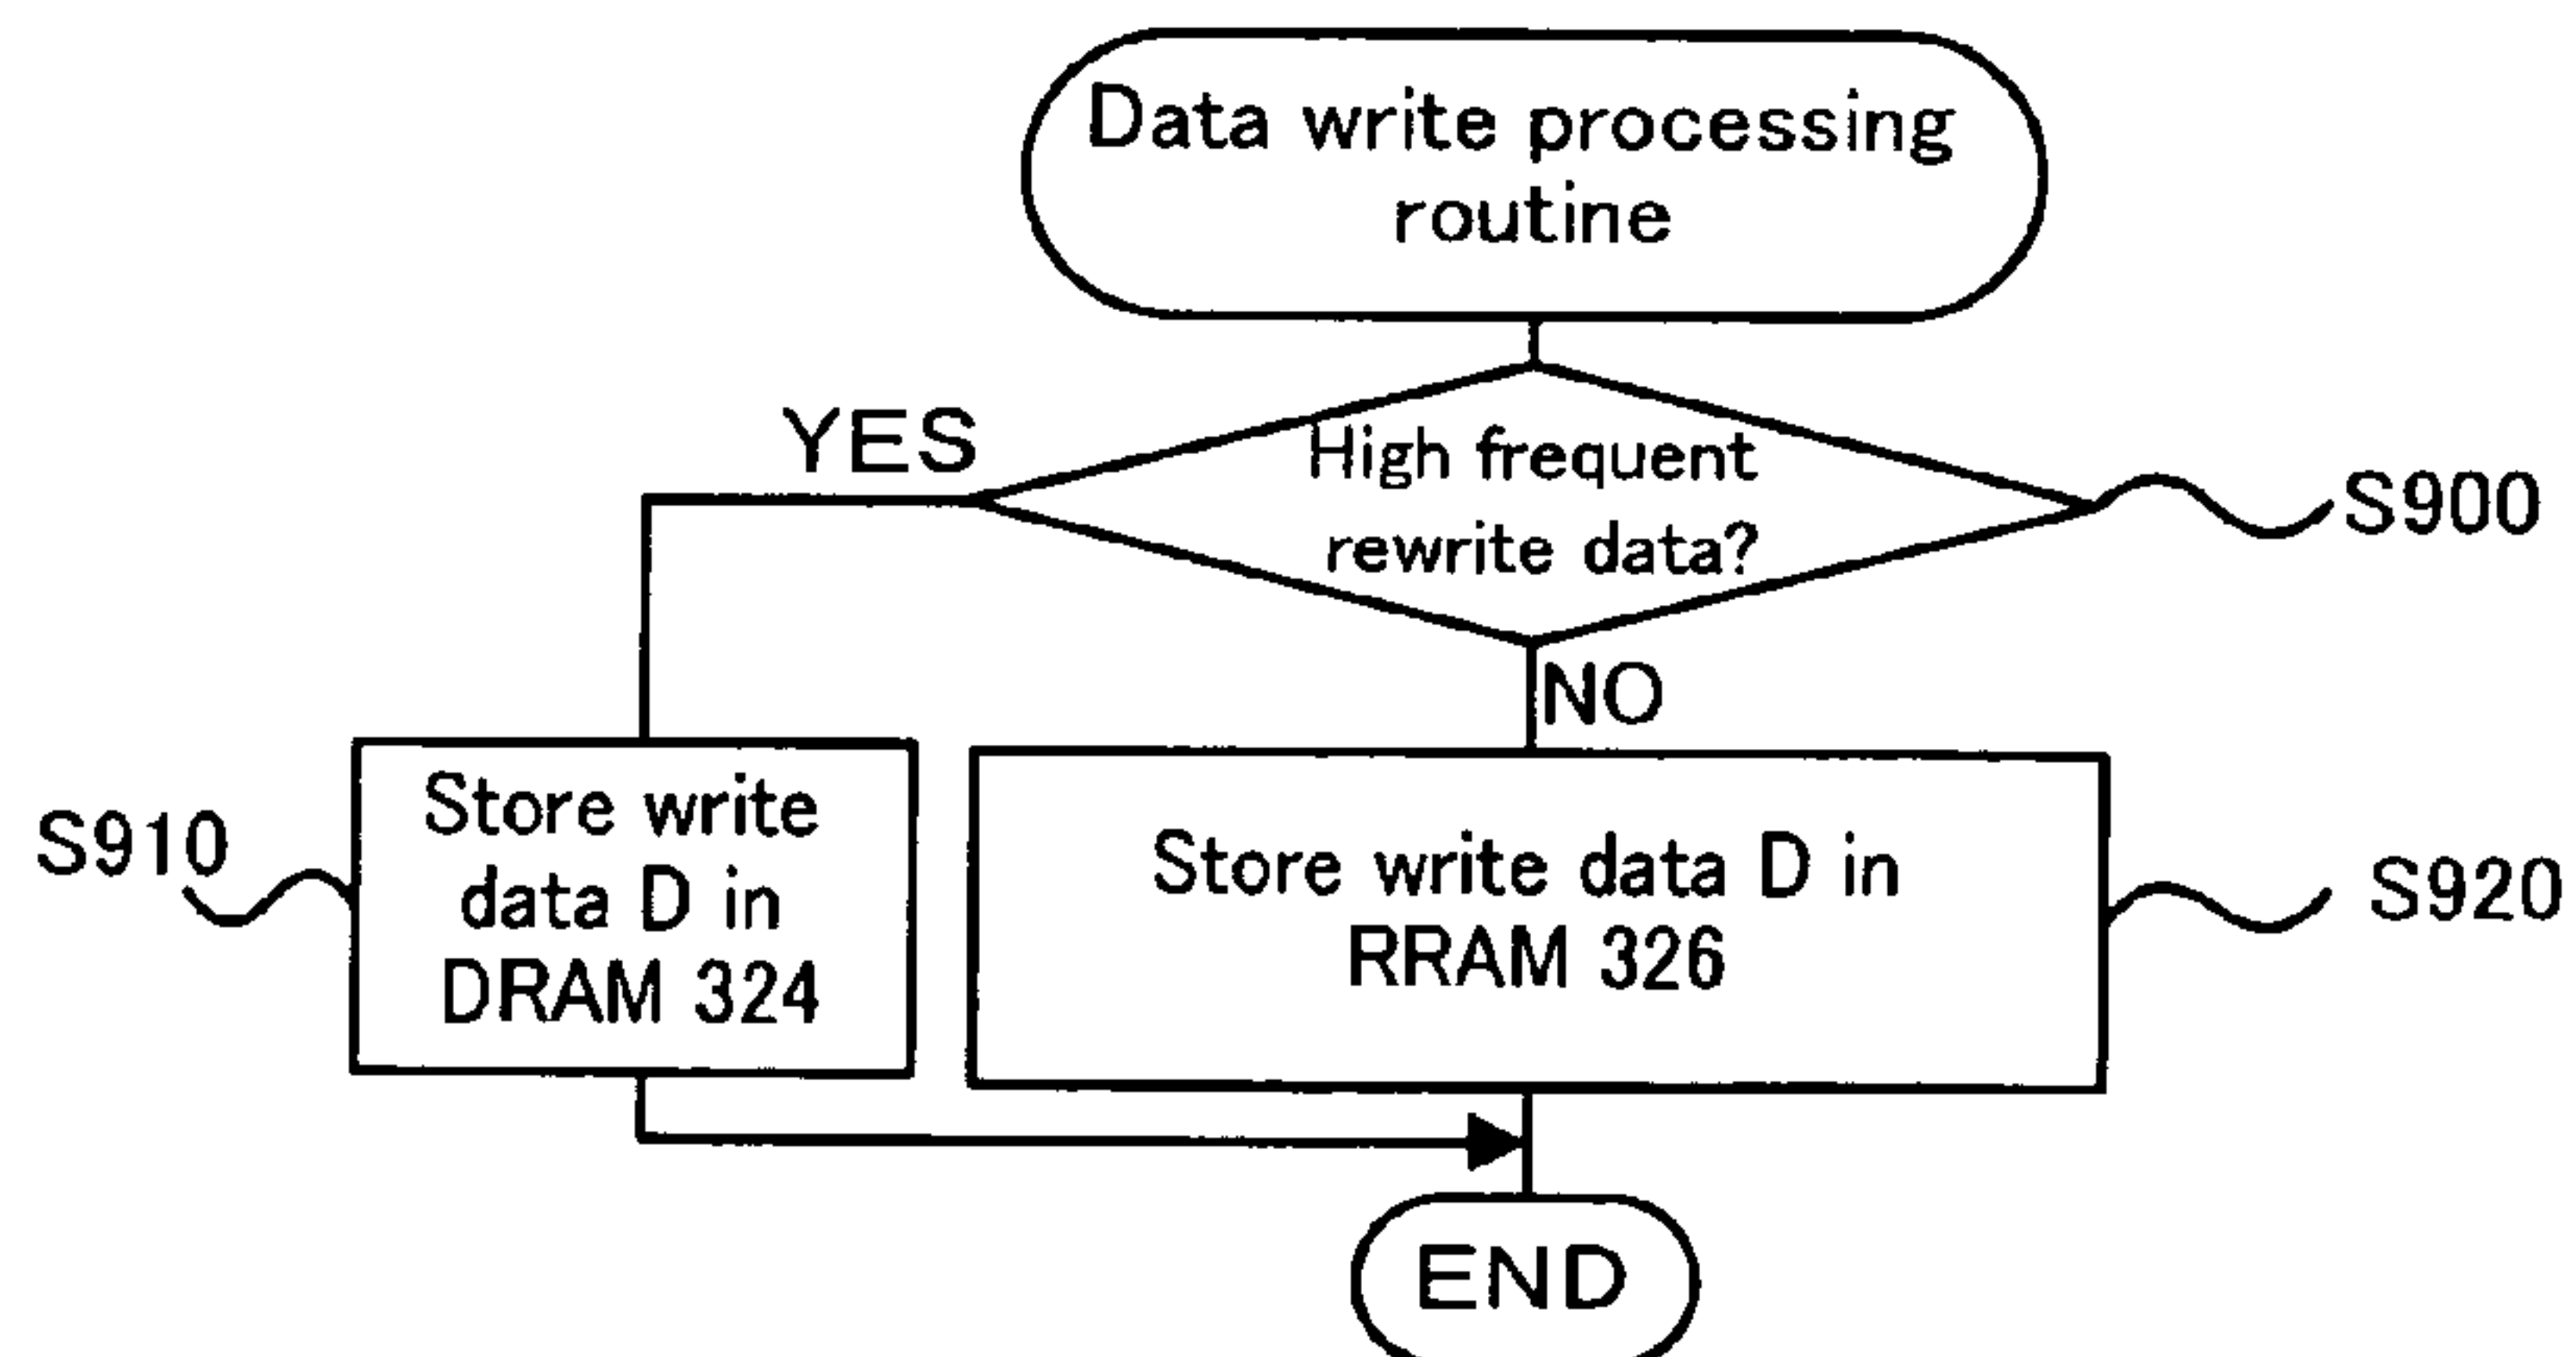 Data write processing
routine
YES
High frequent
rewrite data?
S900
NO
S910
Store write
data D in
DRAM 324
Store write data D in
RRAM 326
S920
END